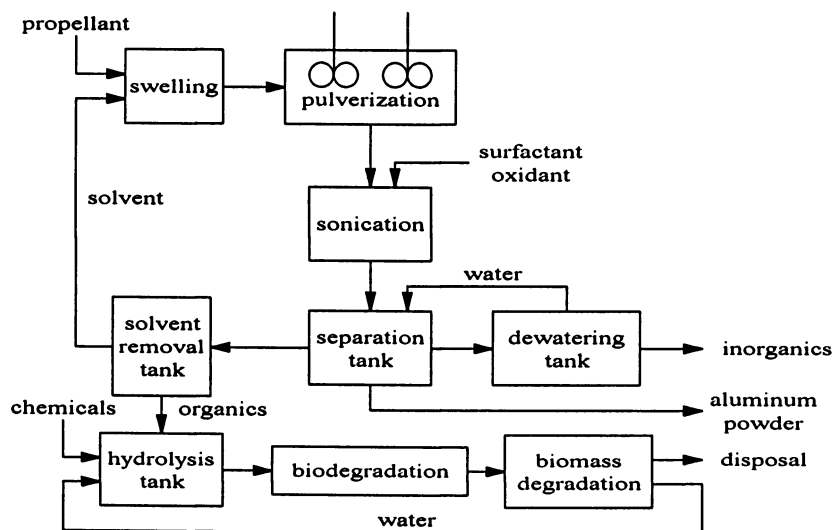 propellant
swelling
pulverization
surfactant
oxidant
solvent
sonication
water
solvent
removal
tank
separation
tank
dewatering
tank
inorganics
aluminum
powder
chemicals
organics
hydrolysis
tank
biodegradation
biomass
degradation
disposal
water